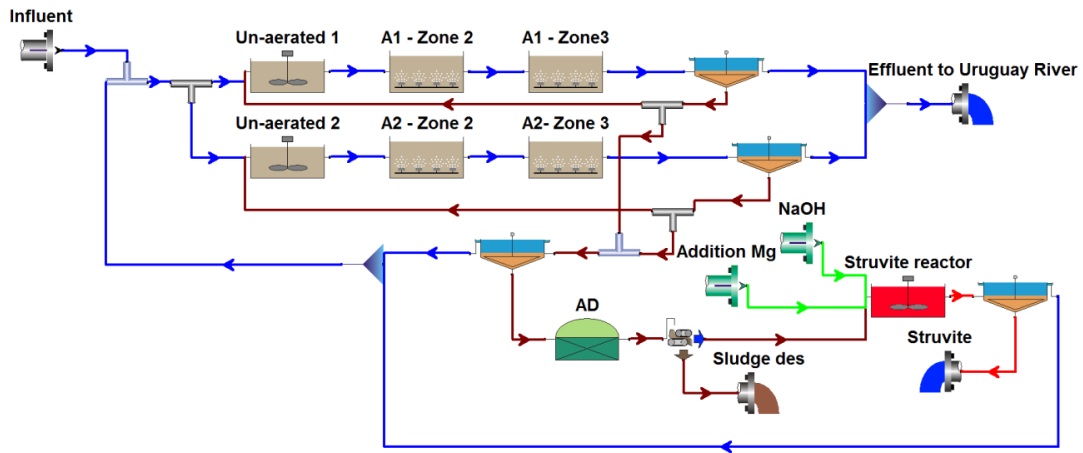 Influent
Un-aerated 1
A1 - Zone 2
A1 - Zone3
Effluent to Uruguay River
Un-aerated 2
A2 - Zone 2
A2- Zone 3
NaOH
Addition Mg
Struvite reactor
AD
Sludge des
Struvite